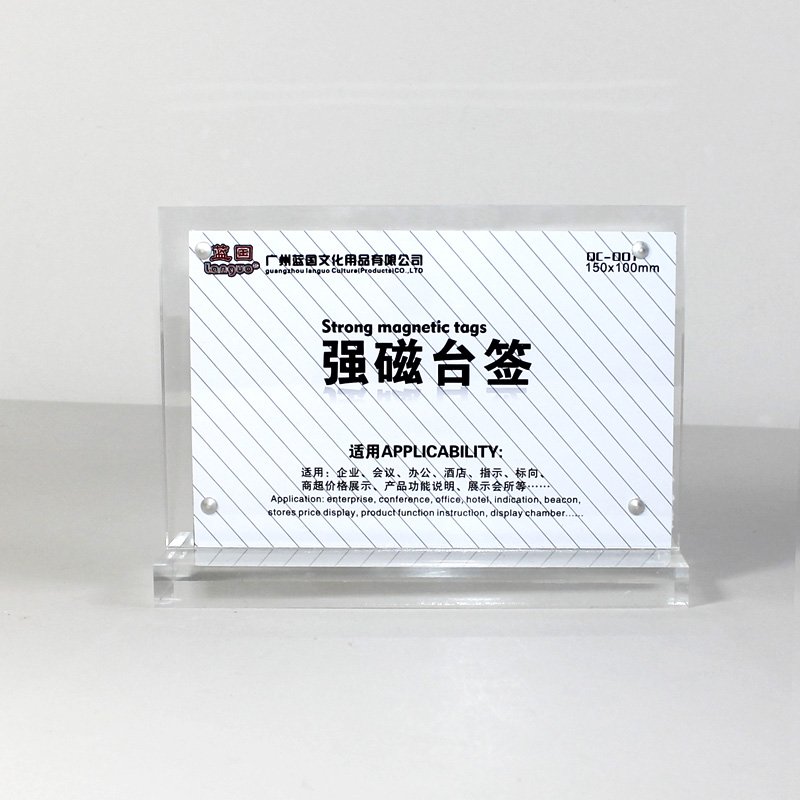 蓝国
Languo
广州蓝国文化用品有限公司
guangzhou languo Culture(Products)CO.,LTD
QC-Q01
150x100mm
Strong magnetic tags
强磁台签
适用APPLICABILITY:
适用：企业、会议、办公、酒店、指示、标向、
商超价格展示、产品功能说明、展示会所等……
Application: enterprise, conference, office, hotel, indication, beacon,
stores price display, product function instruction, display chamber......